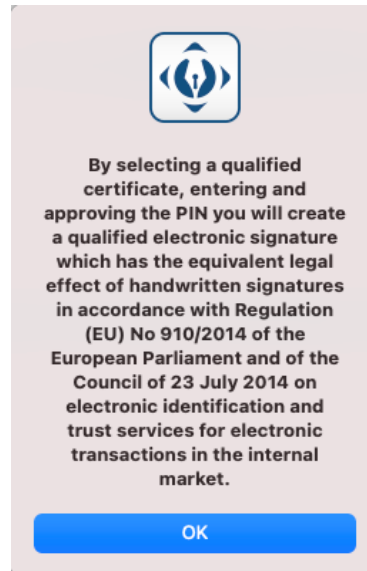 By selecting a qualified
certificate, entering and
approving the PIN you will create
a qualified electronic signature
which has the equivalent legal
effect of handwritten signatures
in accordance with Regulation
(EU) No 910/2014 of the
European Parliament and of the
Council of 23 July 2014 on
electronic identification and
trust services for electronic
transactions in the internal
market.
OK